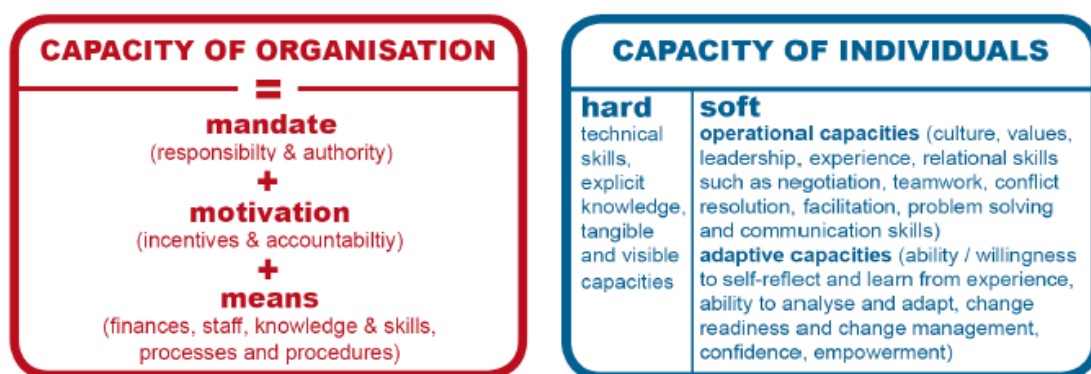 CAPACITY OF ORGANISATION
=
mandate
(responsibilty & authority)
+
motivation
(incentives & accountabiltiy)
+
means
(finances, staff, knowledge & skills,
processes and procedures)
CAPACITY OF INDIVIDUALS
hard
technical
skills,
explicit
knowledge,
tangible
and visible
capacities
soft
operational capacities (culture, values,
leadership, experience, relational skills
such as negotiation, teamwork, conflict
resolution, facilitation, problem solving
and communication skills)
adaptive capacities (ability / willingness
to self-reflect and learn from experience,
ability to analyse and adapt, change
readiness and change management,
confidence, empowerment)